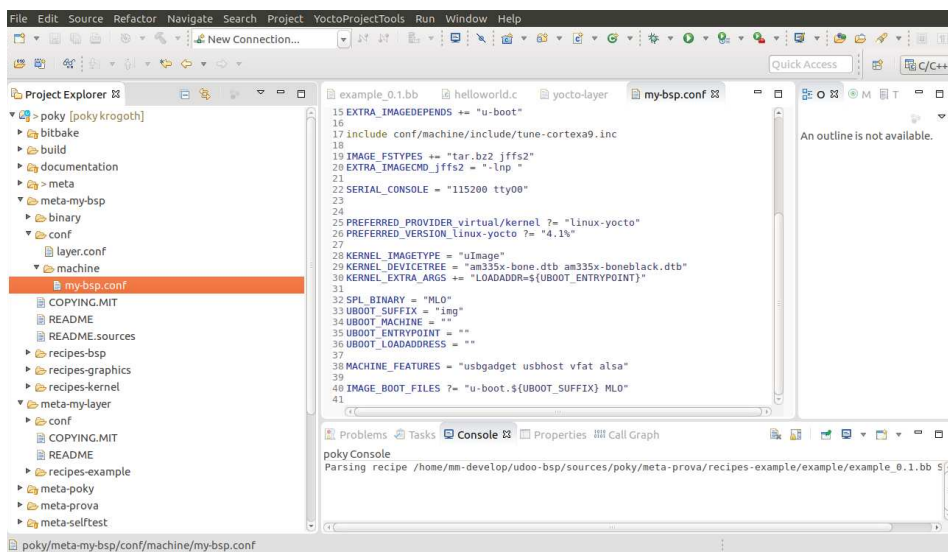 File Edit Source Refactor Navigate Search Project YoctoProjectTools Run Window Help
New Connection...
Quick Access
C/C++
Project Explorer
> poky [poky krogoth]
bitbake
build
documentation
> meta
meta-my-bsp
binary
conf
layer.conf
machine
my-bsp.conf
COPYING.MIT
README
README.sources
recipes-bsp
recipes-graphics
recipes-kernel
meta-my-layer
conf
COPYING.MIT
README
recipes-example
meta-poky
meta-prova
meta-selftest
example_0.1.bb helloworld.c yocto-layer my-bsp.conf
15 EXTRA_IMAGEDEPENDS += "u-boot"
16
17 include conf/machine/include/tune-cortexa9.inc
18
19 IMAGE_FSTYPES += "tar.bz2 jffs2"
20 EXTRA_IMAGECMD_jffs2 = "-lnp "
21
22 SERIAL_CONSOLE = "115200 ttyO0"
23
24
25 PREFERRED_PROVIDER_virtual/kernel ?= "linux-yocto"
26 PREFERRED_VERSION_linux-yocto ?= "4.1%"
27
28 KERNEL_IMAGETYPE = "uImage"
29 KERNEL_DEVICETREE = "am335x-bone.dtb am335x-boneblack.dtb"
30 KERNEL_EXTRA_ARGS += "LOADADDR=${UBOOT_ENTRYPOINT}"
31
32 SPL_BINARY = "MLO"
33 UBOOT_SUFFIX = "img"
34 UBOOT_MACHINE = ""
35 UBOOT_ENTRYPOINT = ""
36 UBOOT_LOADADDRESS = ""
37
38 MACHINE_FEATURES = "usbgadget usbhost vfat alsa"
39
40 IMAGE_BOOT_FILES ?= "u-boot.${UBOOT_SUFFIX} MLO"
41
O M T
An outline is not available.
Problems Tasks Console Properties Call Graph
poky Console
Parsing recipe /home/mm-develop/udoo-bsp/sources/poky/meta-prova/recipes-example/example/example_0.1.bb S
poky/meta-my-bsp/conf/machine/my-bsp.conf